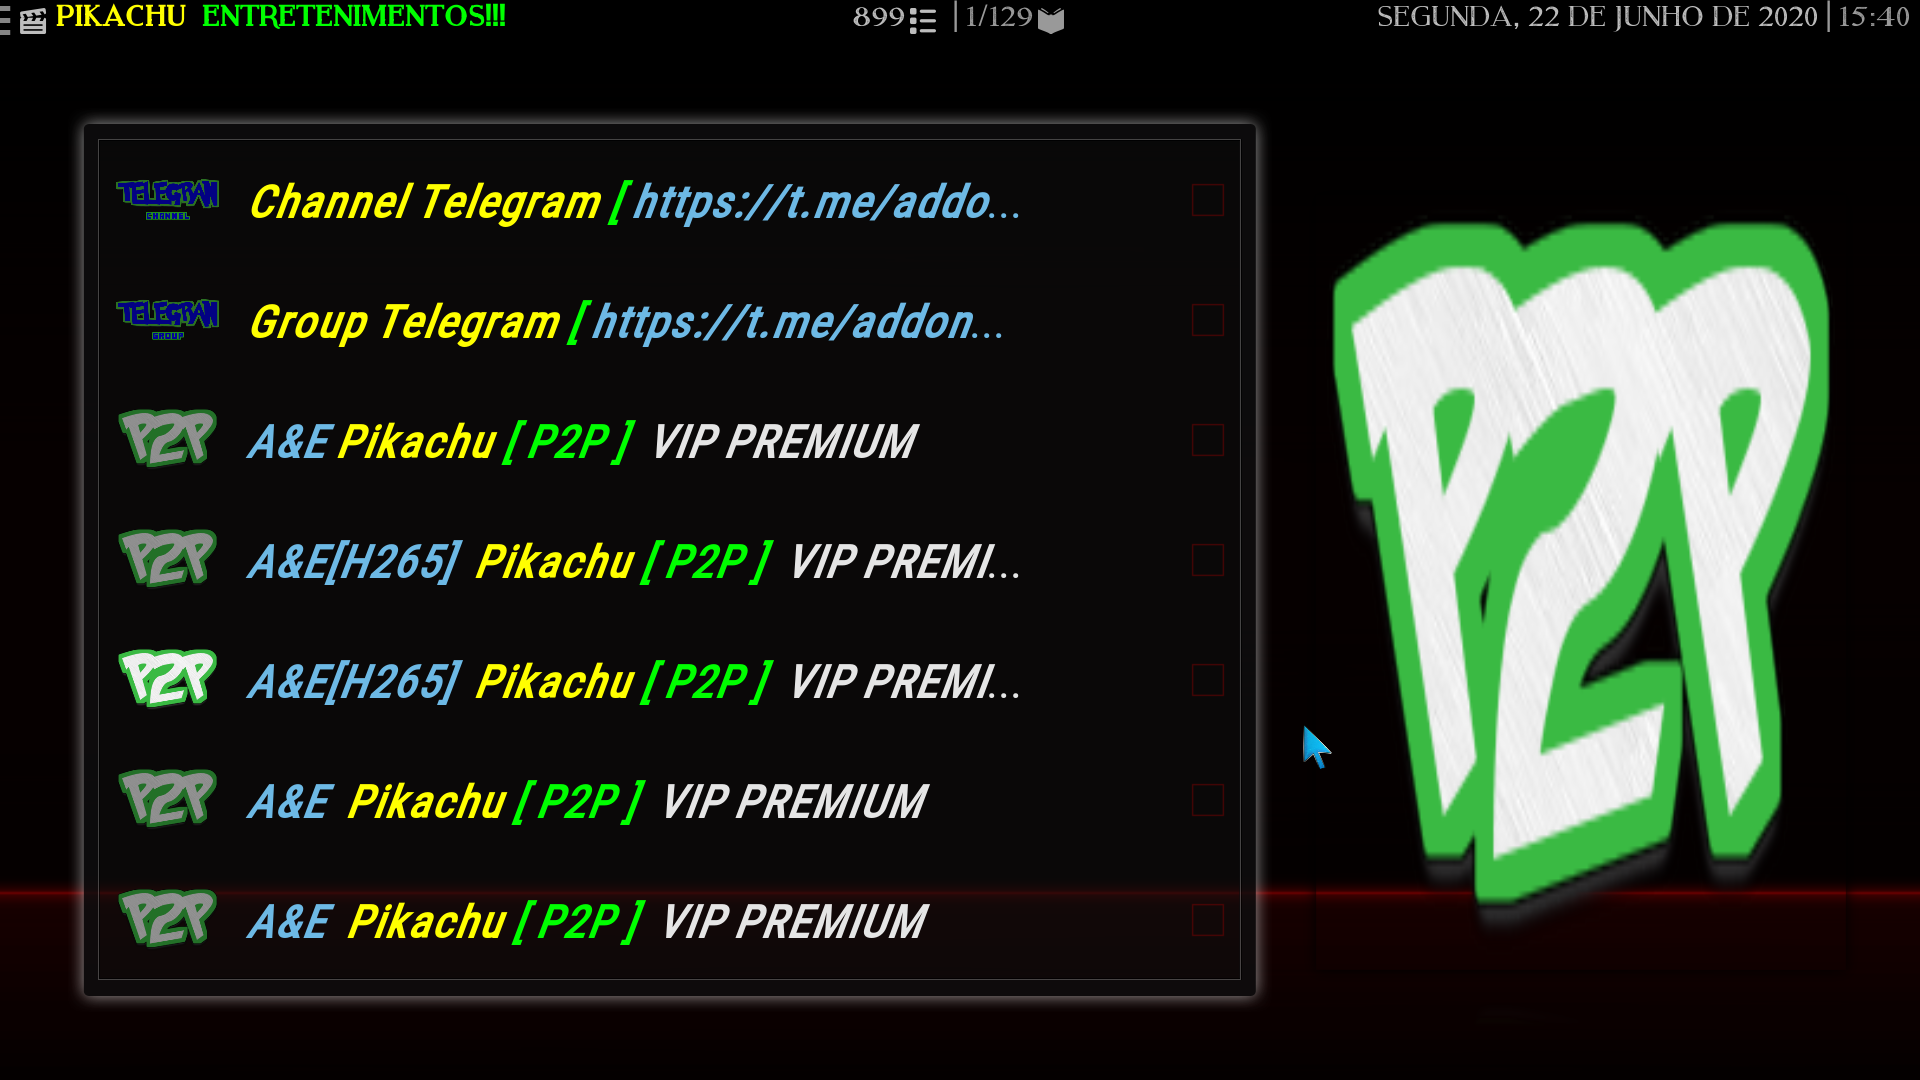 PIKACHU ENTRETENIMENTOS!!! 899 | 1/129 SEGUNDA, 22 DE JUNHO DE 2020 | 15:40
TELEGRAM CHANNEL Channel Telegram [ https://t.me/addo...
TELEGRAM GROUP Group Telegram [ https://t.me/addon...
P2P A&E Pikachu [ P2P ] VIP PREMIUM
P2P A&E[H265] Pikachu [ P2P ] VIP PREMI...
P2P A&E[H265] Pikachu [ P2P ] VIP PREMI...
P2P A&E Pikachu [ P2P ] VIP PREMIUM
P2P A&E Pikachu [ P2P ] VIP PREMIUM
P2P